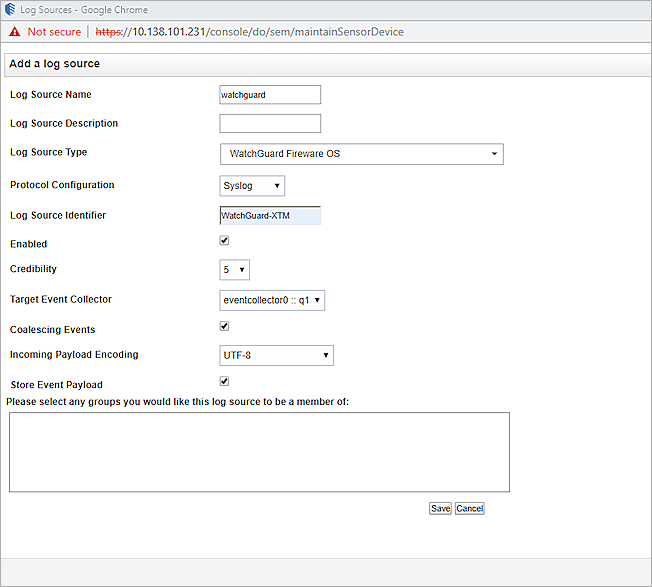 Log Sources - Google Chrome
Not secure | https://10.138.101.231/console/do/sem/maintainSensorDevice
Add a log source
Log Source Name watchguard
Log Source Description
Log Source Type WatchGuard Fireware OS
Protocol Configuration Syslog
Log Source Identifier WatchGuard-XTM
Enabled
Credibility 5
Target Event Collector eventcollector0 :: q1
Coalescing Events
Incoming Payload Encoding UTF-8
Store Event Payload
Please select any groups you would like this log source to be a member of:
Save Cancel